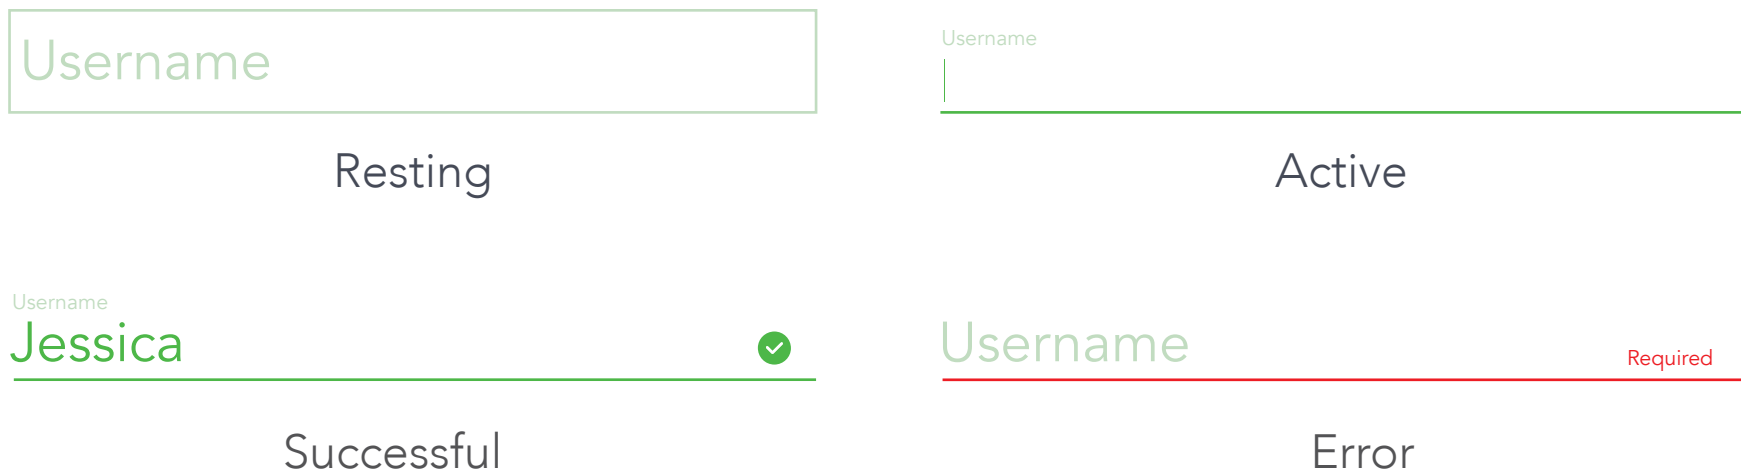 Username
Resting
Username
Active
Username
Jessica
Successful
Username
Required
Error